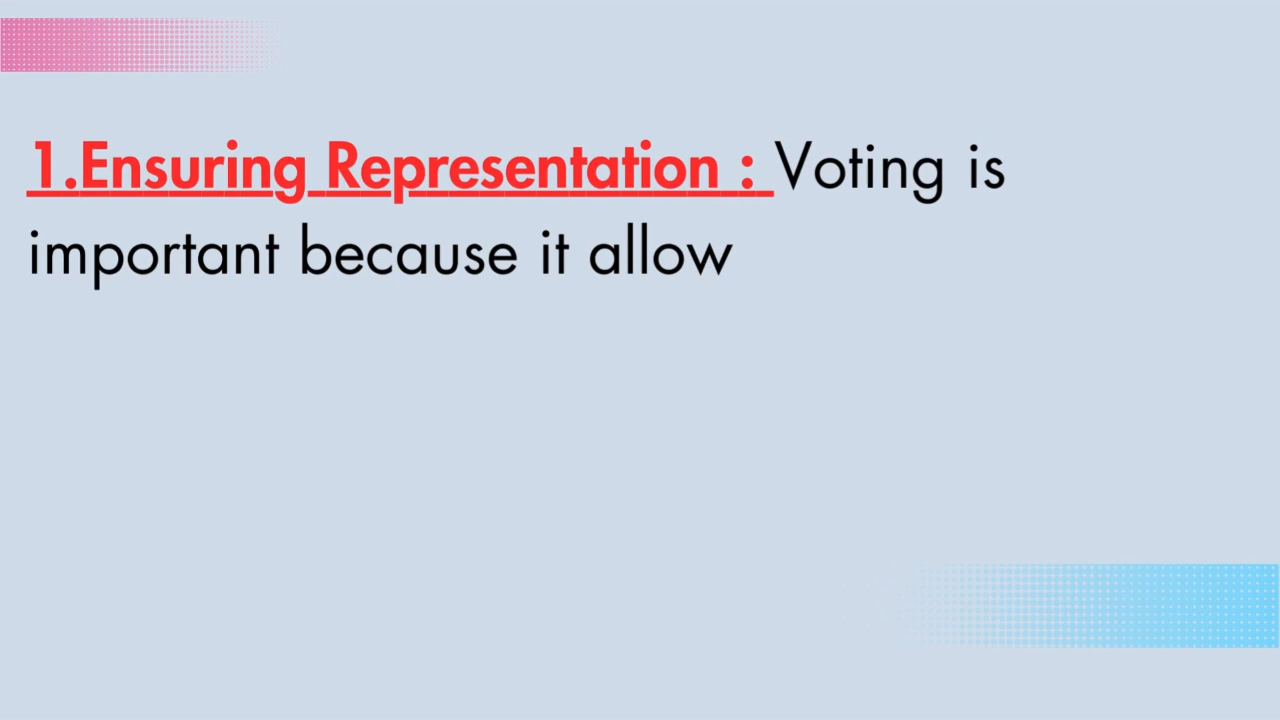 1.Ensuring Representation : Voting is
important because it allow